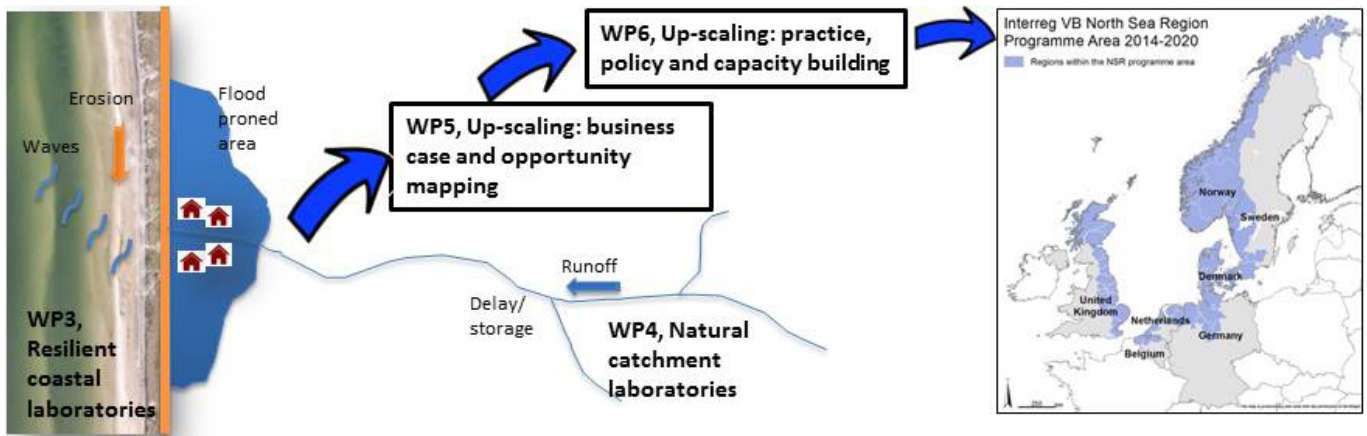 Erosion
Waves
WP3,
Resilient
coastal
laboratories
Flood
proned
area
WP5, Up-scaling: business
case and opportunity
mapping
WP6, Up-scaling: practice,
policy and capacity building
Runoff
Delay/
storage
WP4, Natural
catchment
laboratories
Interreg VB North Sea Region
Programme Area 2014-2020
Regions within the NSR programme area
Norway
Sweden
Denmark
United
Kingdom
Netherlands
Germany
Belgium